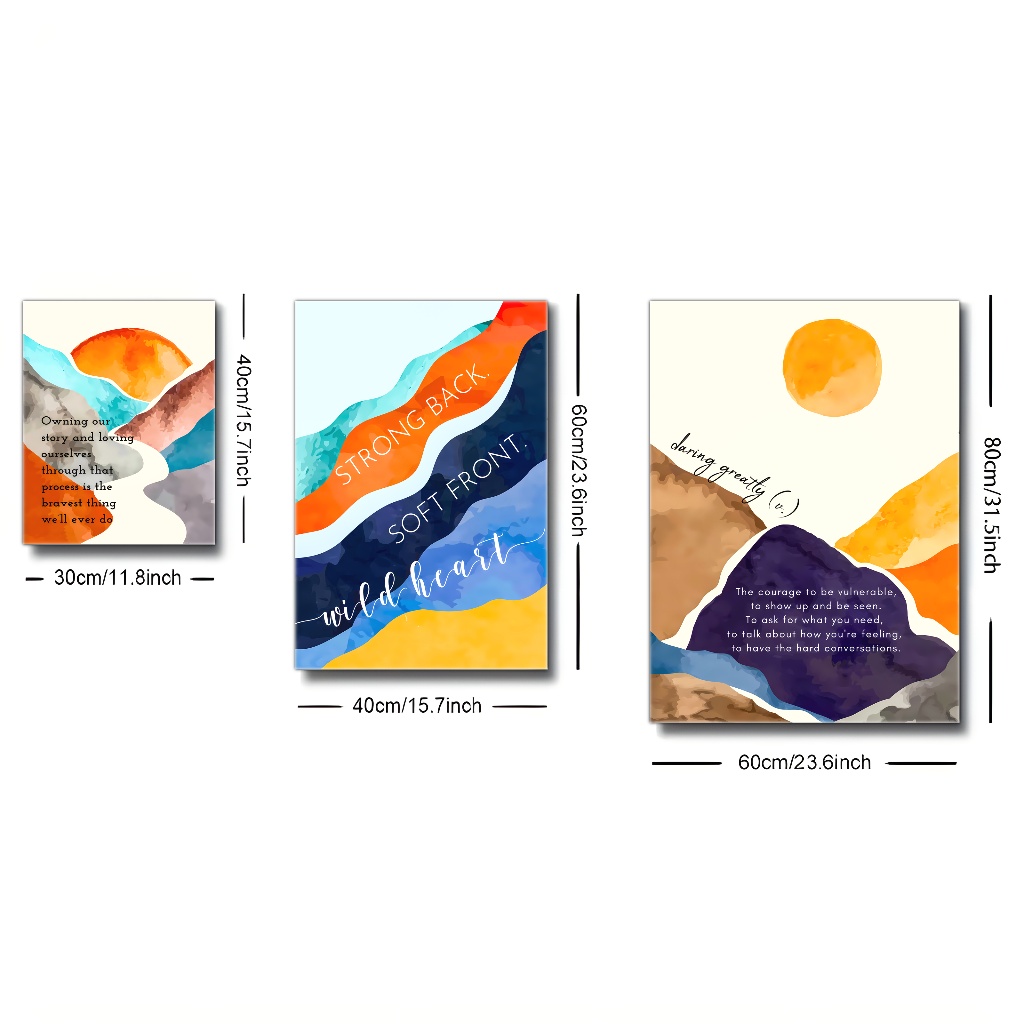 Owning our
story and loving
ourselves
through that
process is the
bravest thing
we'll ever do
40cm/15.7inch
30cm/11.8inch
STRONG BACK.
SOFT FRONT.
wild heart
60cm/23.6inch
40cm/15.7inch
daring greatly (v.)
The courage to be vulnerable,
to show up and be seen.
To ask for what you need,
to talk about how you're feeling,
to have the hard conversations.
80cm/31.5inch
60cm/23.6inch